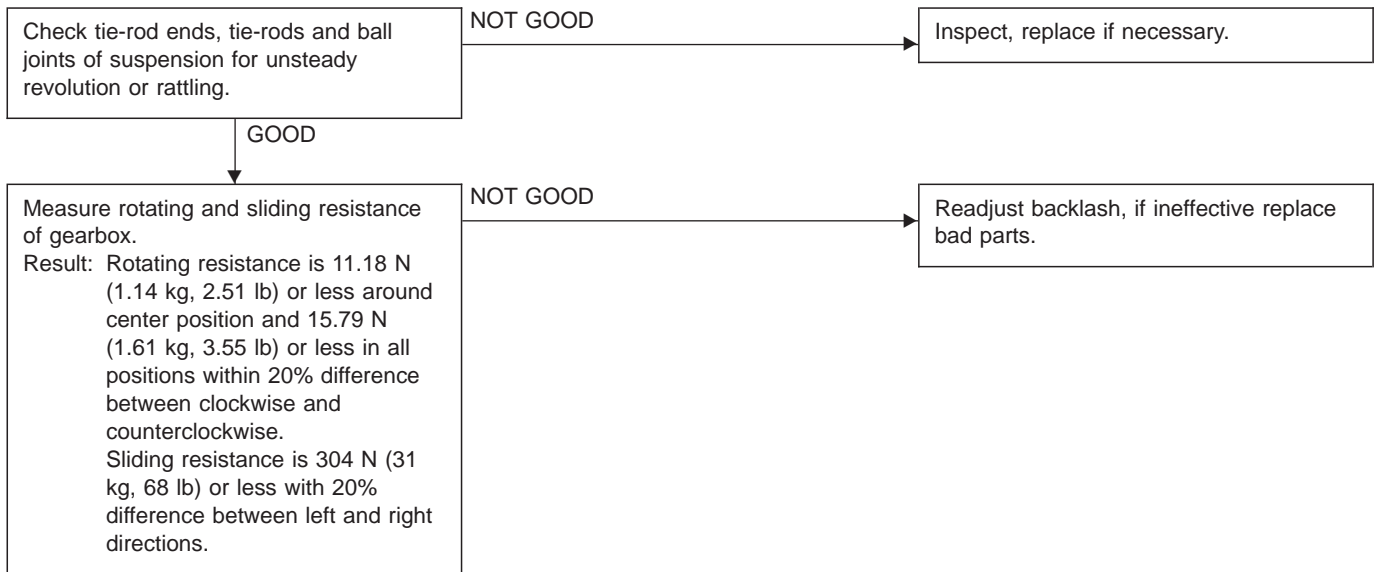 Check tie-rod ends, tie-rods and ball
joints of suspension for unsteady
revolution or rattling.
NOT GOOD
Inspect, replace if necessary.
GOOD
Measure rotating and sliding resistance
of gearbox.
Result: Rotating resistance is 11.18 N
(1.14 kg, 2.51 lb) or less around
center position and 15.79 N
(1.61 kg, 3.55 lb) or less in all
positions within 20% difference
between clockwise and
counterclockwise.
Sliding resistance is 304 N (31
kg, 68 lb) or less with 20%
difference between left and right
directions.
NOT GOOD
Readjust backlash, if ineffective replace
bad parts.